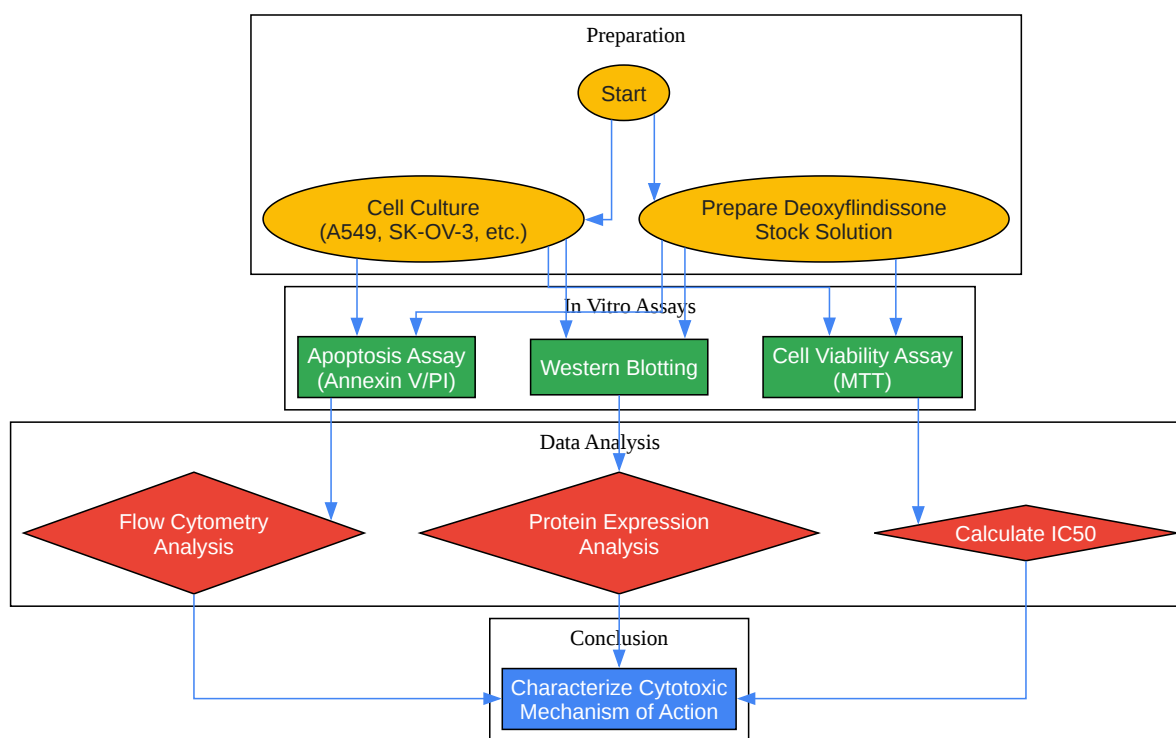 Preparation
Start
Cell Culture
(A549, SK-OV-3, etc.)
Prepare Deoxyflindissone
Stock Solution
In Vitro Assays
Apoptosis Assay
(Annexin V/PI)
Western Blotting
Cell Viability Assay
(MTT)
Data Analysis
Flow Cytometry
Analysis
Protein Expression
Analysis
Calculate IC50
Conclusion
Characterize Cytotoxic
Mechanism of Action